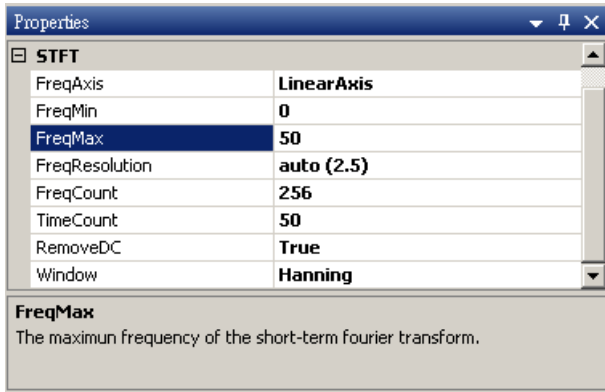 Properties
STFT
FreqAxis LinearAxis
FreqMin 0
FreqMax 50
FreqResolution auto (2.5)
FreqCount 256
TimeCount 50
RemoveDC True
Window Hanning
FreqMax
The maximun frequency of the short-term fourier transform.